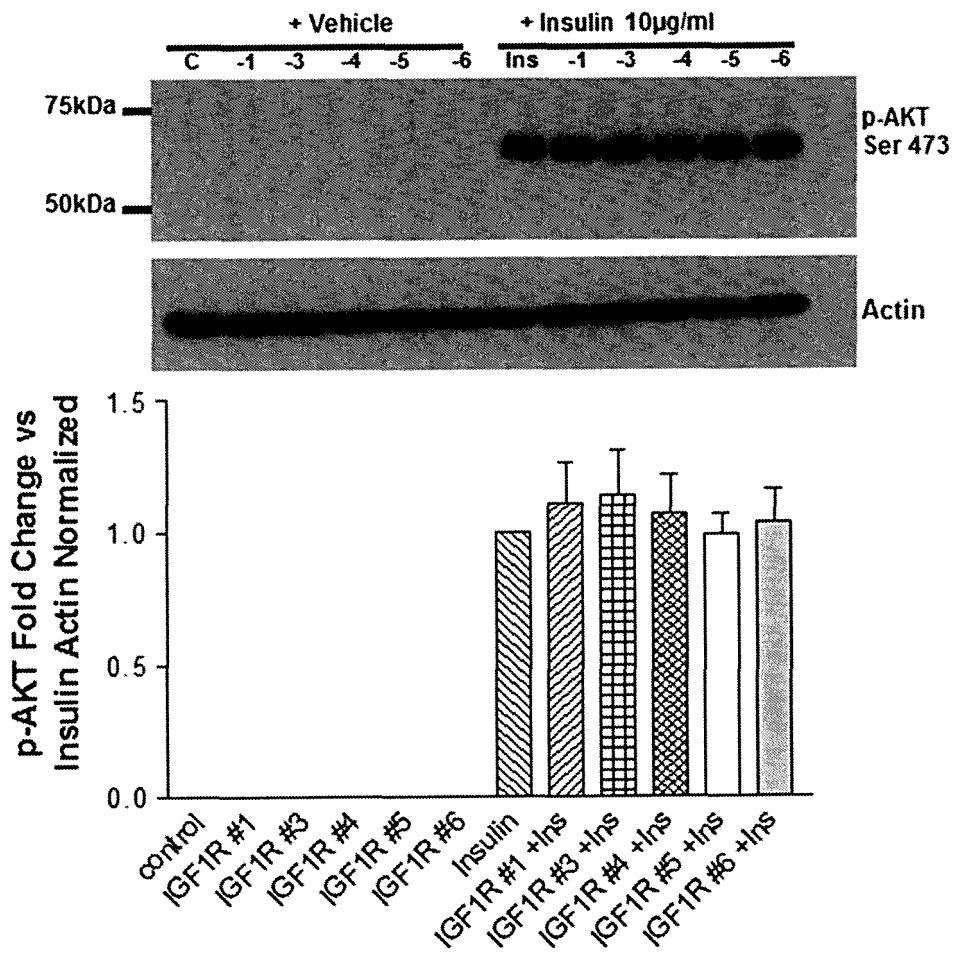 + Vehicle + Insulin 10µg/ml
C -1 -3 -4 -5 -6 Ins -1 -3 -4 -5 -6
75kDa
p-AKT
Ser 473
50kDa
Actin
p-AKT Fold Change vs
Insulin Actin Normalized
1.5
1.0
0.5
0.0
control
IGF1R #1
IGF1R #3
IGF1R #4
IGF1R #5
IGF1R #6
Insulin
IGF1R #1 +Ins
IGF1R #3 +Ins
IGF1R #4 +Ins
IGF1R #5 +Ins
IGF1R #6 +Ins